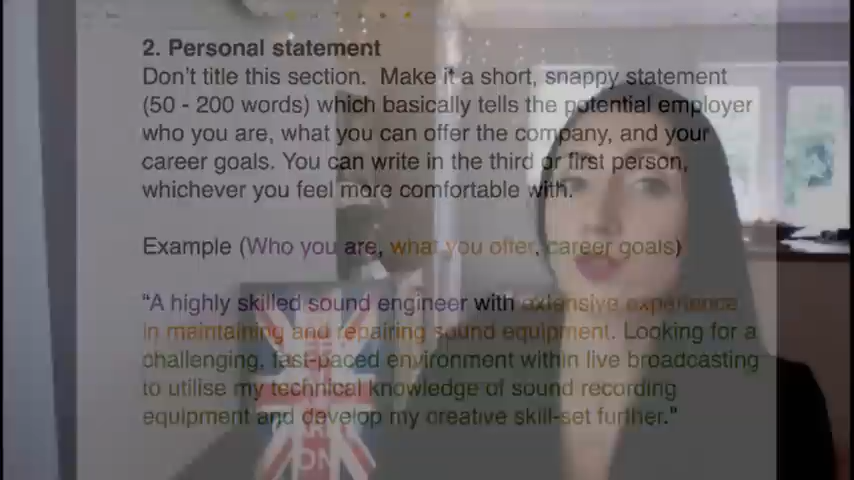 2. Personal statement
Don't title this section. Make it a short, snappy statement
(50 - 200 words) which basically tells the potential employer
who you are, what you can offer the company, and your
career goals. You can write in the third or first person,
whichever you feel more comfortable with.
Example (Who you are, what you offer, career goals)
“A highly skilled sound engineer with extensive experience
in maintaining and repairing sound equipment. Looking for a
challenging, fast-paced environment within live broadcasting
to utilise my technical knowledge of sound recording
equipment and develop my creative skill-set further.”
ON